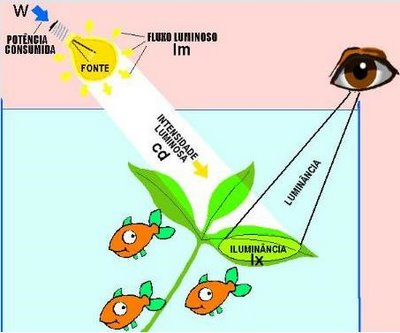 W
POTÊNCIA
CONSUMIDA
FLUXO LUMINOSO
lm
FONTE
INTENSIDADE
LUMINOSA
cd
LUMINÂNCIA
ILUMINÂNCIA
lx